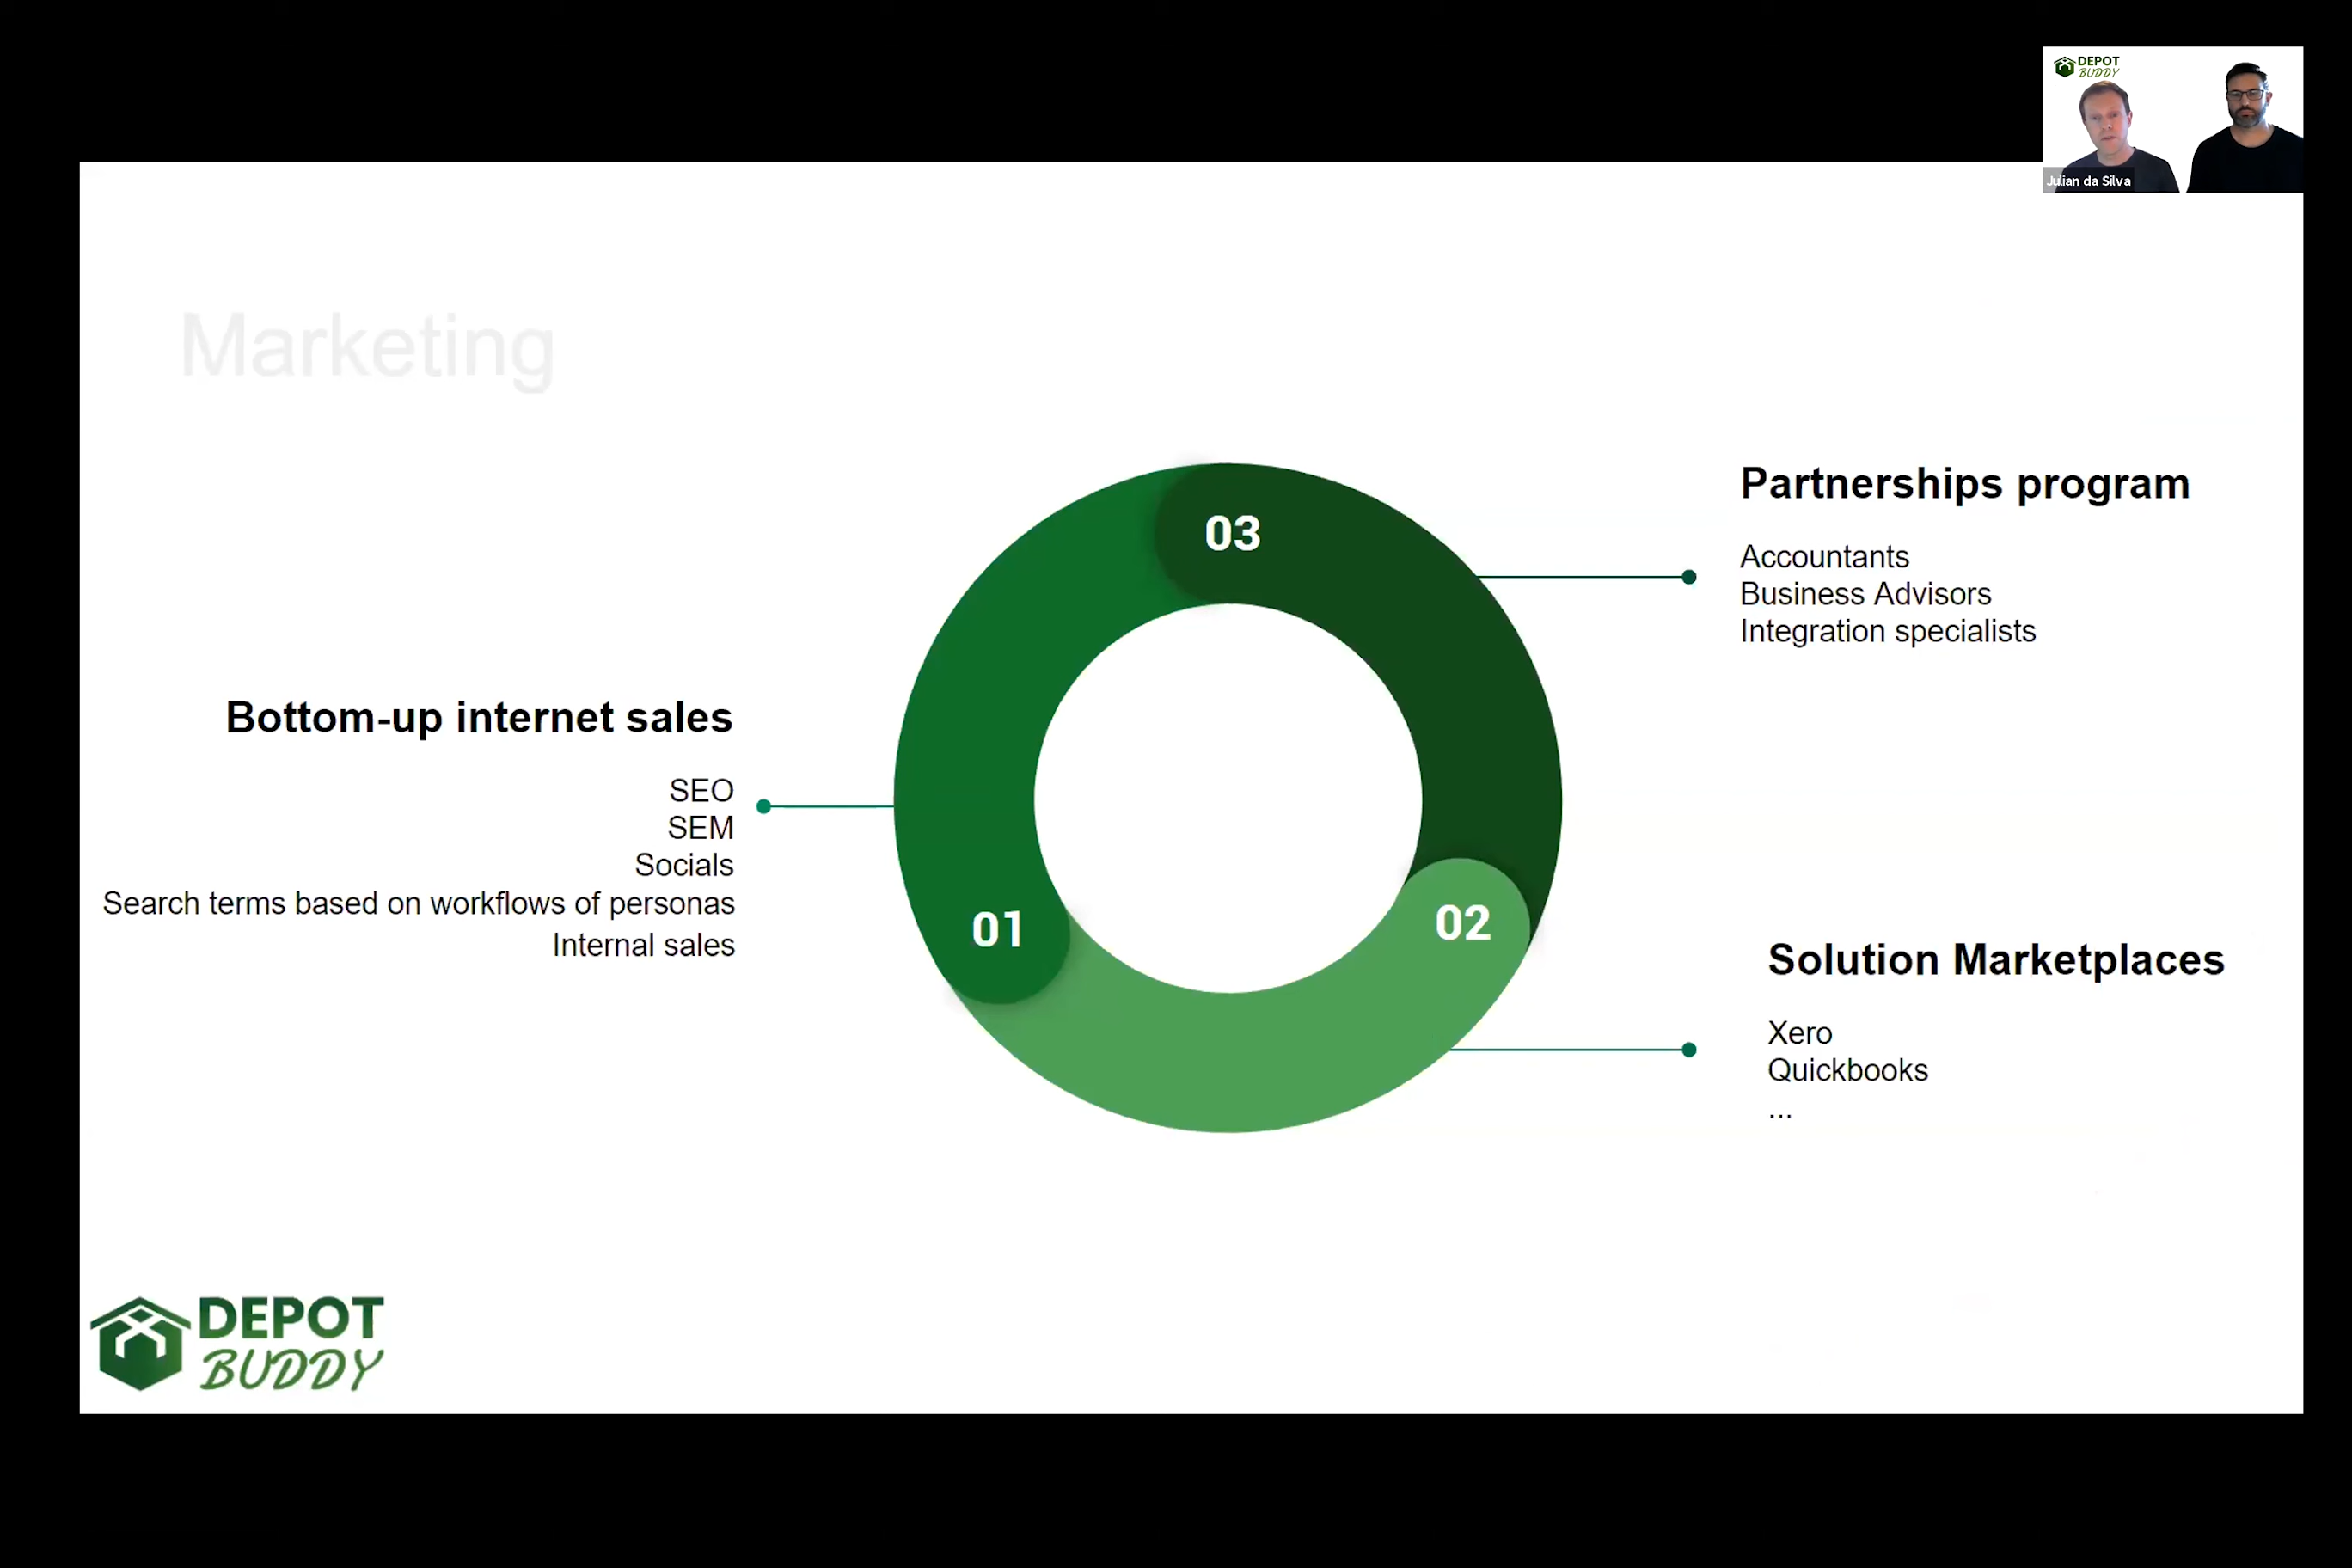 DEPOT
BUDDY
Julian da Silva
Marketing
03
Partnerships program
Accountants
Business Advisors
Integration specialists
Bottom-up internet sales
SEO
SEM
Socials
Search terms based on workflows of personas
Internal sales
01
02
Solution Marketplaces
Xero
Quickbooks
...
DEPOT
BUDDY